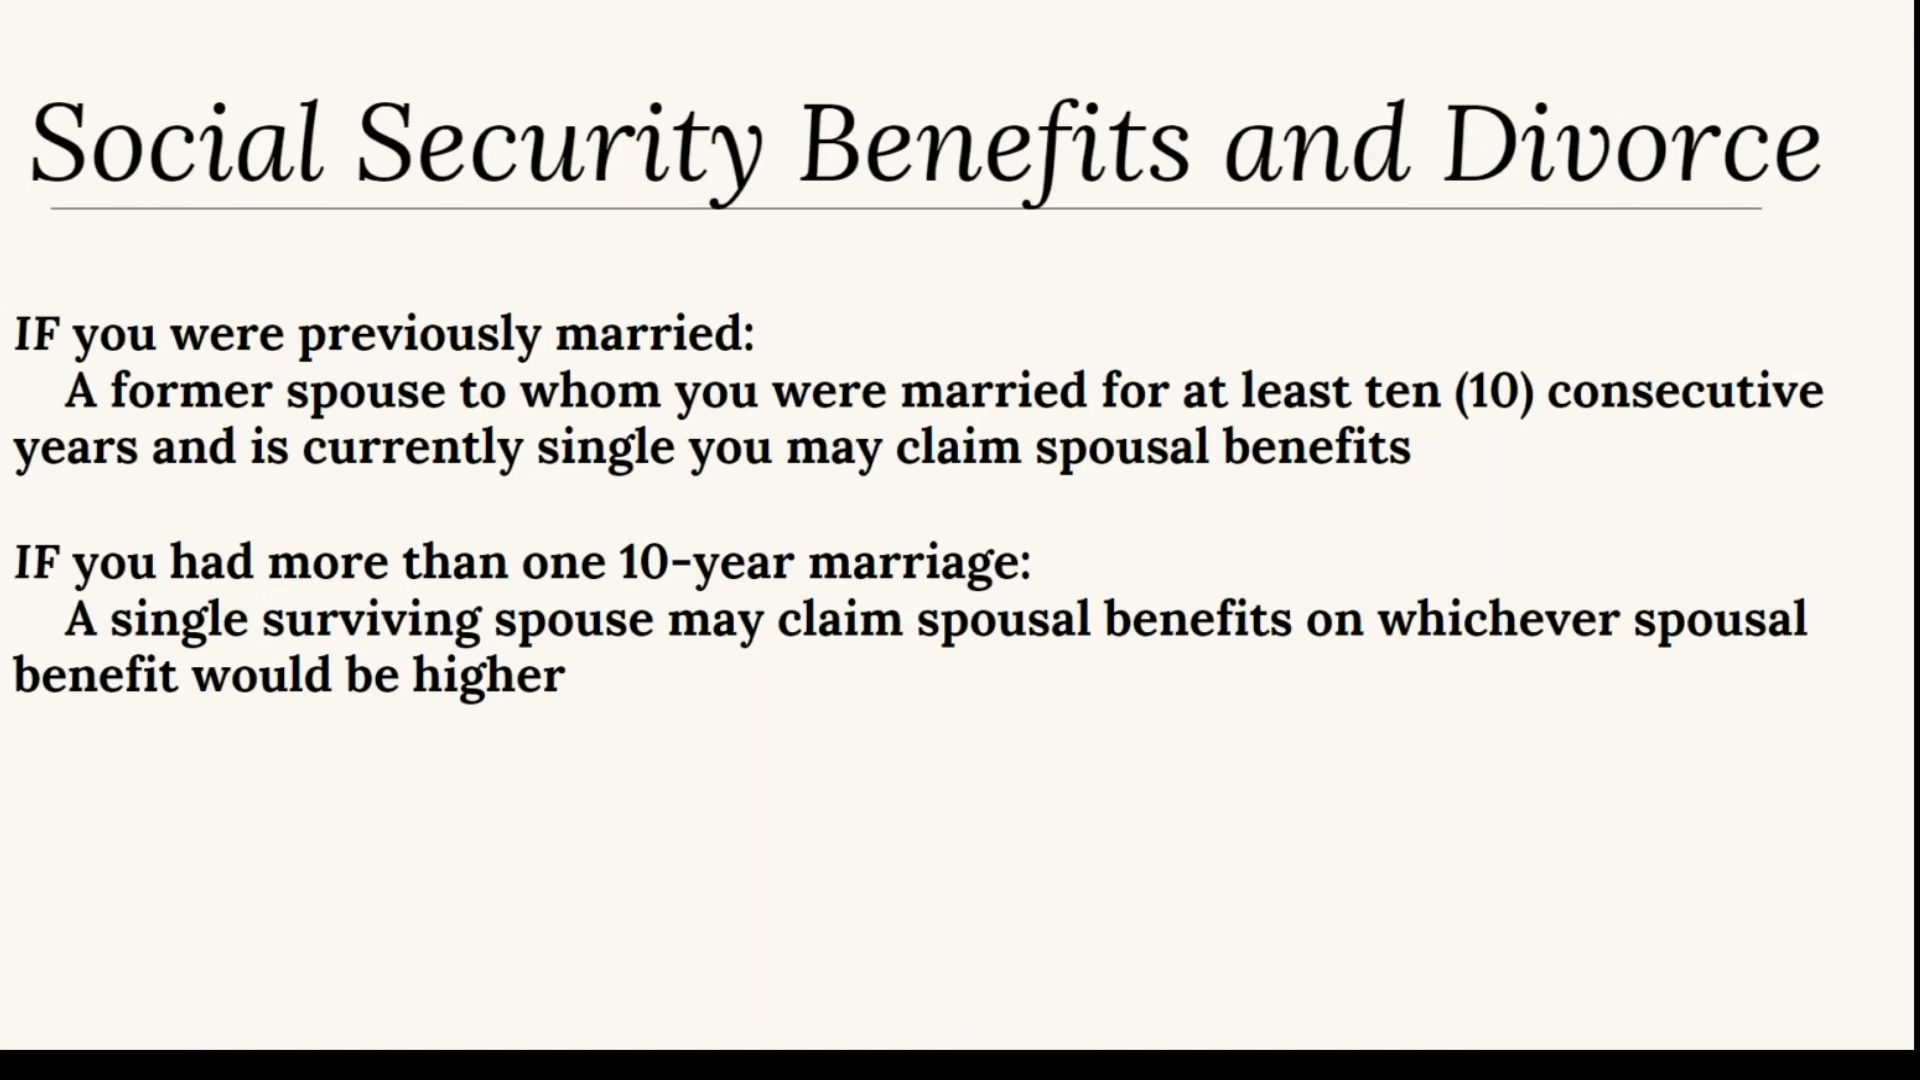 Social Security Benefits and Divorce
IF you were previously married:
A former spouse to whom you were married for at least ten (10) consecutive
years and is currently single you may claim spousal benefits
IF you had more than one 10-year marriage:
A single surviving spouse may claim spousal benefits on whichever spousal
benefit would be higher